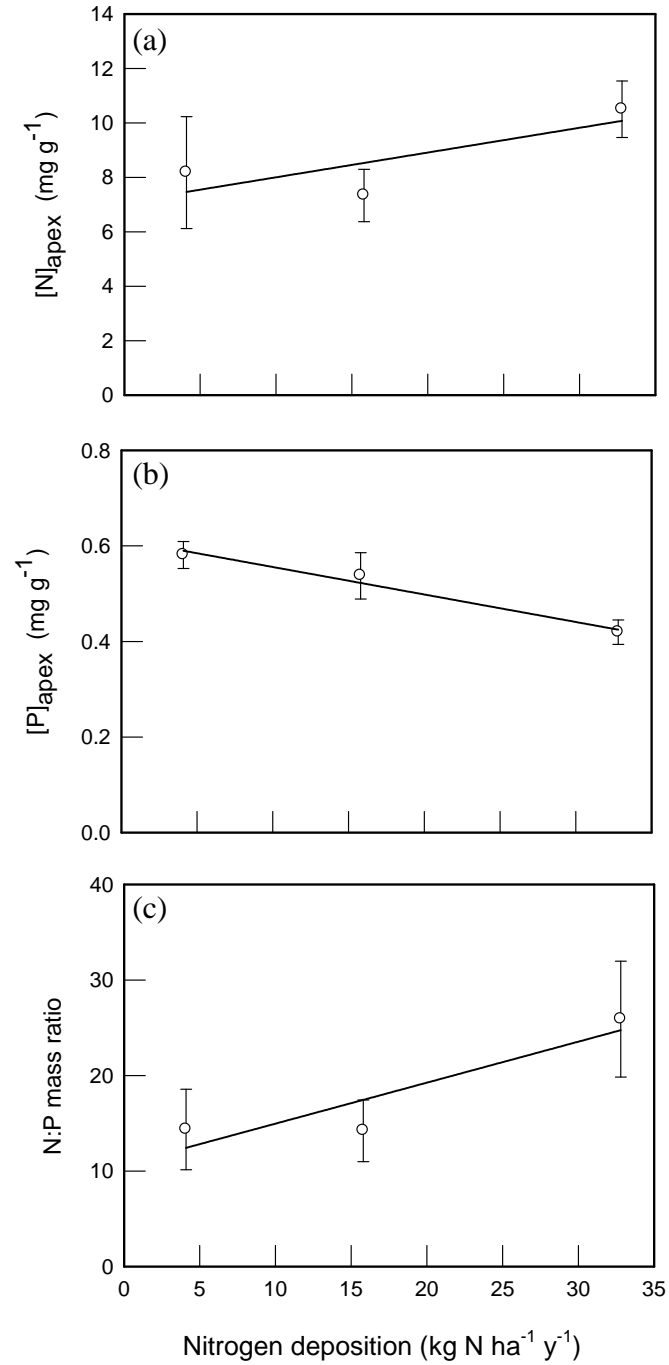 (a)
14
12
10
8
6
4
2
0
[N]apex (mg g-1)
(b)
0.8
0.6
0.4
0.2
0.0
[P]apex (mg g-1)
(c)
40
30
20
10
0
N:P mass ratio
0 5 10 15 20 25 30 35
Nitrogen deposition (kg N ha-1 y-1)